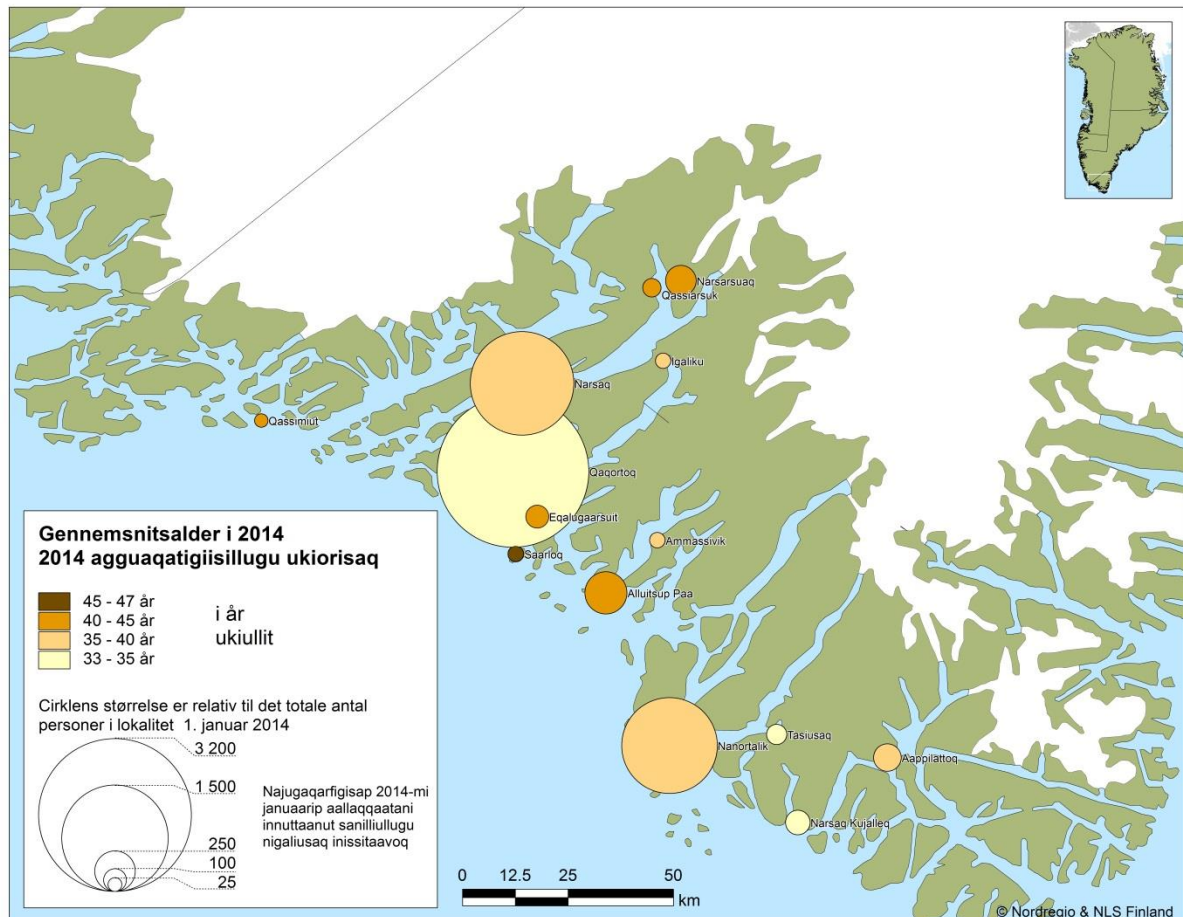 Narsarsuaq
Qassiarsuk
Igaliku
Narsaq
Qassimiut
Qaqortoq
Eqalugaarsuit
Ammassivik
Saarloq
Alluitsup Paa
Nanortalik
Tasiusaq
Aappilattoq
Narsaq Kujalleq
Gennemsnitsalder i 2014
2014 agguaqatigiisillugu ukiorisaq
45 - 47 år
40 - 45 år
35 - 40 år
33 - 35 år
i år
ukiullit
Cirklens størrelse er relativ til det totale antal
personer i lokalitet 1. januar 2014
3 200
1 500
250
100
25
Najugaqarfigisap 2014-mi
januaarip aallaqqaatani
innuttaanut sanilliullugu
nigaliusaq inissitaavoq
0 12.5 25 50
km
© Nordregio & NLS Finland